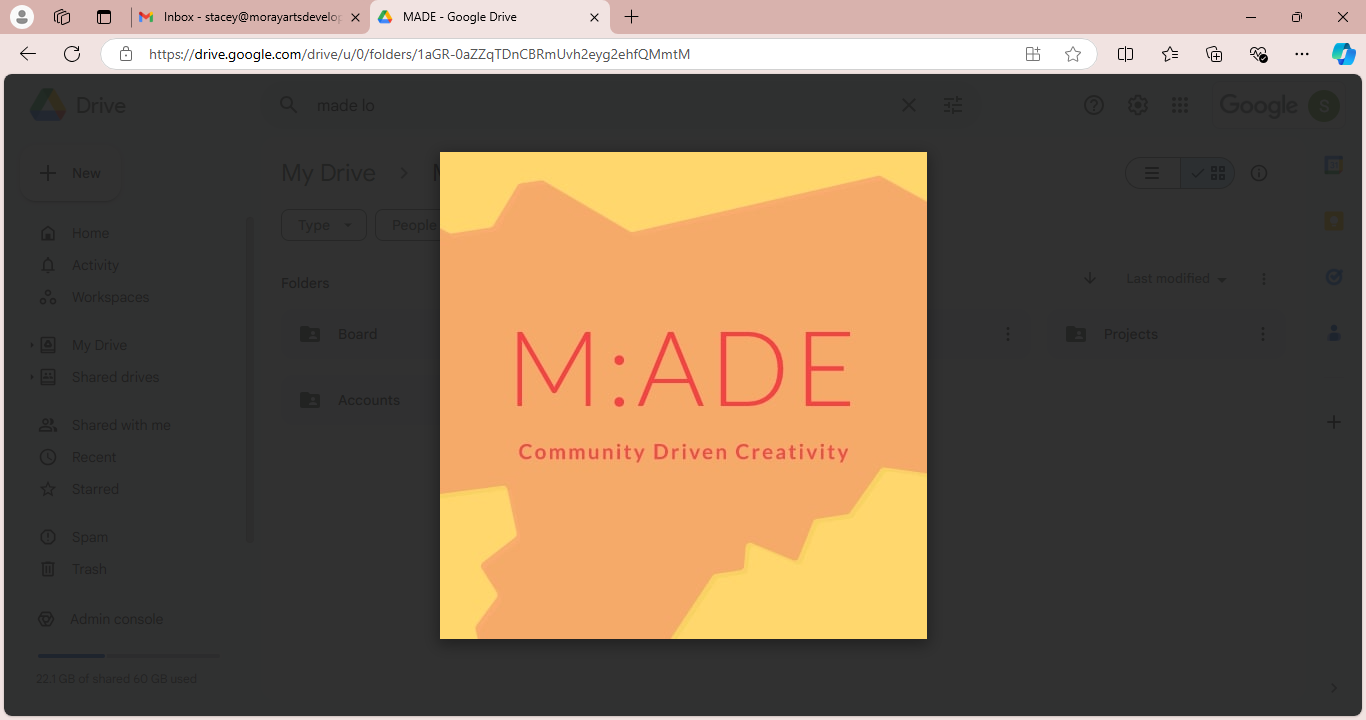 Inbox - stacey@morayartsdevelop
MADE - Google Drive
https://drive.google.com/drive/u/0/folders/1aGR-0aZZqTDnCBRmUvh2eyg2ehfQMmtM
Drive
made lo
Google
S
New
My Drive
Type
People
Home
Activity
Workspaces
My Drive
Shared drives
Shared with me
Recent
Starred
Spam
Trash
Admin console
22.1 GB of shared 60 GB used
Folders
Last modified
Board
Projects
Accounts
M:ADE
Community Driven Creativity